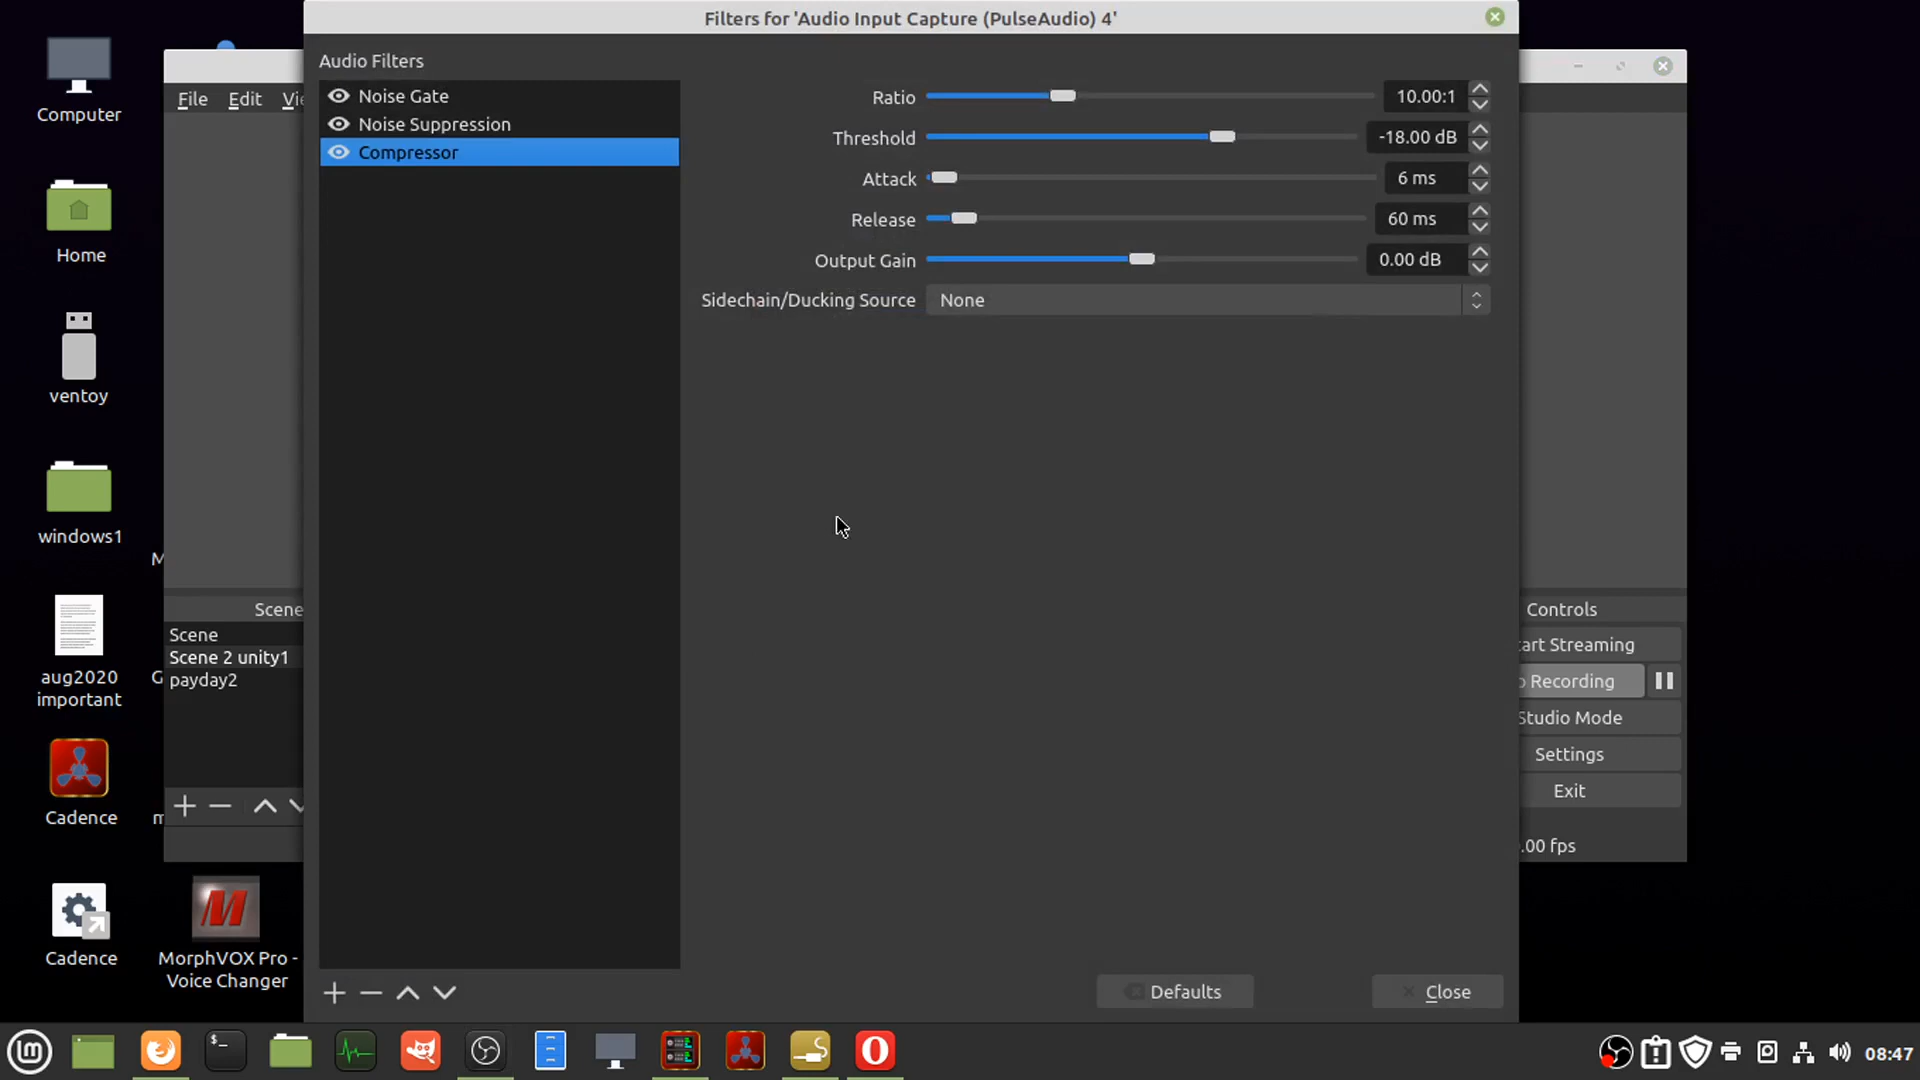 Filters for 'Audio Input Capture (PulseAudio) 4'
Audio Filters
Noise Gate
Noise Suppression
Compressor
Ratio 10.00:1
Threshold -18.00 dB
Attack 6 ms
Release 60 ms
Output Gain 0.00 dB
Sidechain/Ducking Source None
Defaults
Close
File Edit Vi
Scene
Scene
Scene 2 unity1
payday2
Controls
tart Streaming
p Recording
Studio Mode
Settings
Exit
.00 fps
Computer
Home
ventoy
windows1
aug2020
important
Cadence
Cadence
MorphVOX Pro -
Voice Changer
M
G
m
08:47